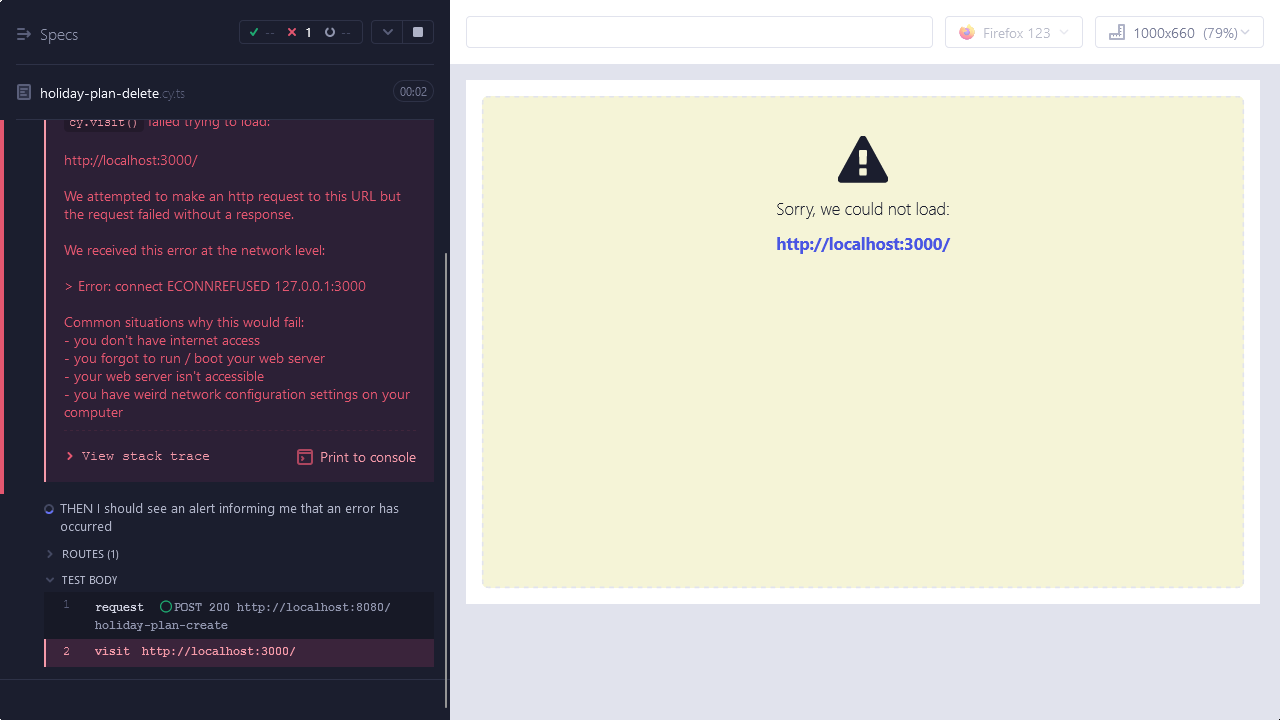 Specs
--
1
--
holiday-plan-delete.cy.ts
00:02
cy.visit() failed trying to load:
http://localhost:3000/
We attempted to make an http request to this URL but
the request failed without a response.
We received this error at the network level:
> Error: connect ECONNREFUSED 127.0.0.1:3000
Common situations why this would fail:
- you don't have internet access
- you forgot to run / boot your web server
- your web server isn't accessible
- you have weird network configuration settings on your
computer
View stack trace
Print to console
THEN I should see an alert informing me that an error has
occurred
ROUTES (1)
TEST BODY
1 request POST 200 http://localhost:8080/
holiday-plan-create
2 visit http://localhost:3000/
Firefox 123
1000x660 (79%)
Sorry, we could not load:
http://localhost:3000/